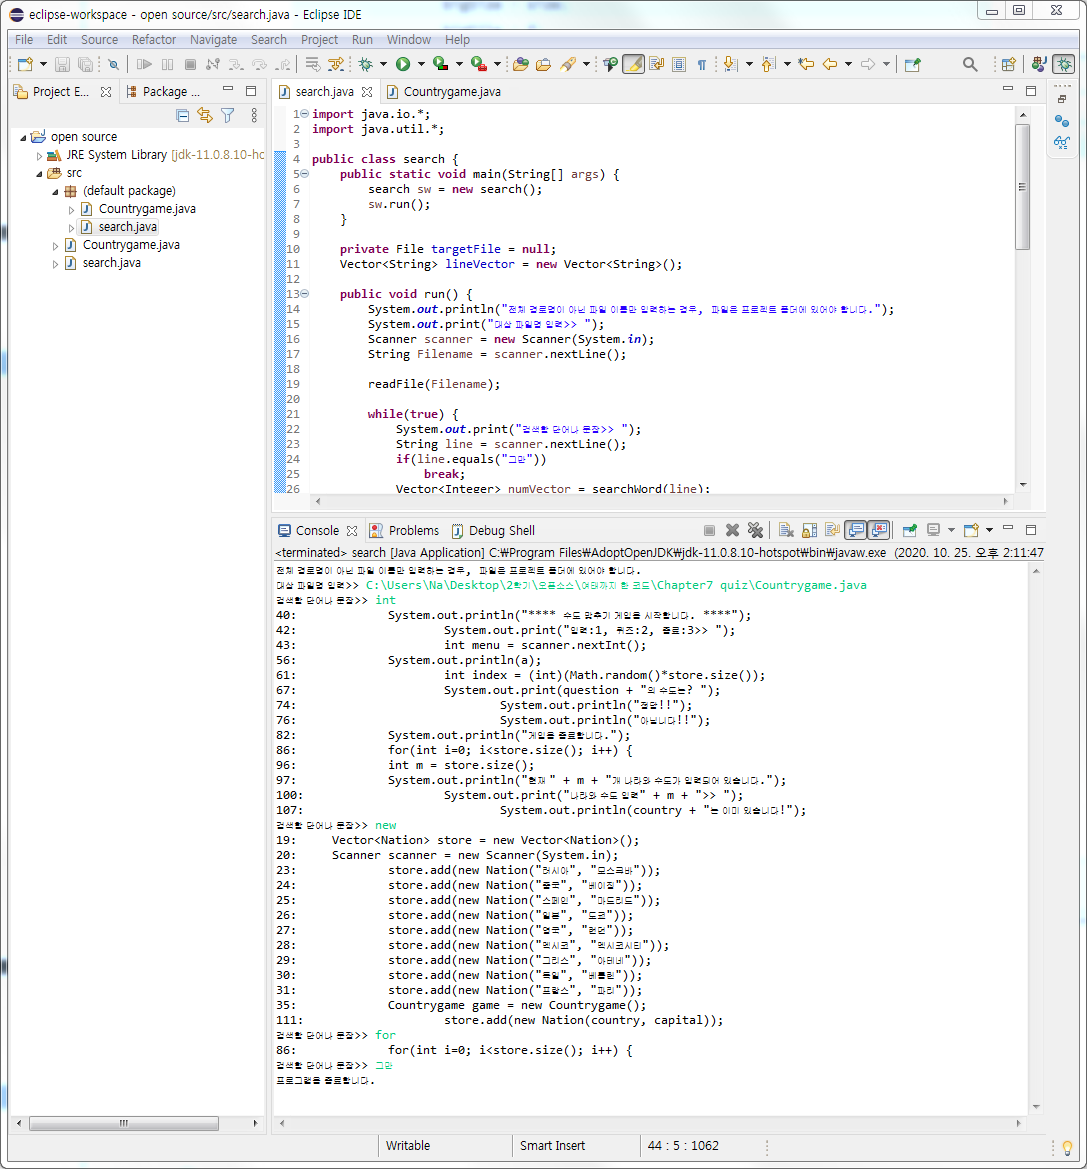 eclipse-workspace - open source/src/search.java - Eclipse IDE
File Edit Source Refactor Navigate Search Project Run Window Help
Project E...
Package ...
open source
JRE System Library [jdk-11.0.8.10-hc
src
(default package)
Countrygame.java
search.java
Countrygame.java
search.java
search.java
Countrygame.java
1 import java.io.*;
2 import java.util.*;
3
4 public class search {
5 public static void main(String[] args) {
6 search sw = new search();
7 sw.run();
8 }
9
10 private File targetFile = null;
11 Vector<String> lineVector = new Vector<String>();
12
13 public void run() {
14 System.out.println("전체 경로명이 아닌 파일 이름만 입력하는 경우, 파일은 프로젝트 폴더에 있어야 합니다.");
15 System.out.print("대상 파일명 입력>> ");
16 Scanner scanner = new Scanner(System.in);
17 String Filename = scanner.nextLine();
18
19 readFile(Filename);
20
21 while(true) {
22 System.out.print("검색할 단어나 문장>> ");
23 String line = scanner.nextLine();
24 if(line.equals("그만"))
25 break;
26 Vector<Integer> numVector = searchWord(line);
Console
Problems
Debug Shell
<terminated> search [Java Application] C:₩Program Files₩AdoptOpenJDK₩jdk-11.0.8.10-hotspot₩bin₩javaw.exe (2020. 10. 25. 오후 2:11:47
전체 경로명이 아닌 파일 이름만 입력하는 경우, 파일은 프로젝트 폴더에 있어야 합니다.
대상 파일명 입력>> C:\Users\Na\Desktop\2학기\오픈소스\여태까지 한 코드\Chapter7 quiz\Countrygame.java
검색할 단어나 문장>> int
40: System.out.println("**** 수도 맞추기 게임을 시작합니다. ****");
42: System.out.print("입력:1, 퀴즈:2, 종료:3>> ");
43: int menu = scanner.nextInt();
56: System.out.println(a);
61: int index = (int)(Math.random()*store.size());
67: System.out.print(question + "의 수도는? ");
74: System.out.println("정답!!");
76: System.out.println("아닙니다!!");
82: System.out.println("게임을 종료합니다.");
86: for(int i=0; i<store.size(); i++) {
96: int m = store.size();
97: System.out.println("현재 " + m + "개 나라와 수도가 입력되어 있습니다.");
100: System.out.print("나라와 수도 입력" + m + ">> ");
107: System.out.println(country + "는 이미 있습니다!");
검색할 단어나 문장>> new
19: Vector<Nation> store = new Vector<Nation>();
20: Scanner scanner = new Scanner(System.in);
23: store.add(new Nation("러시아", "모스크바"));
24: store.add(new Nation("중국", "베이징"));
25: store.add(new Nation("스페인", "마드리드"));
26: store.add(new Nation("일본", "도쿄"));
27: store.add(new Nation("영국", "런던"));
28: store.add(new Nation("멕시코", "멕시코시티"));
29: store.add(new Nation("그리스", "아테네"));
30: store.add(new Nation("독일", "베를린"));
31: store.add(new Nation("프랑스", "파리"));
35: Countrygame game = new Countrygame();
111: store.add(new Nation(country, capital));
검색할 단어나 문장>> for
86: for(int i=0; i<store.size(); i++) {
검색할 단어나 문장>> 그만
프로그램을 종료합니다.
Writable
Smart Insert
44 : 5 : 1062